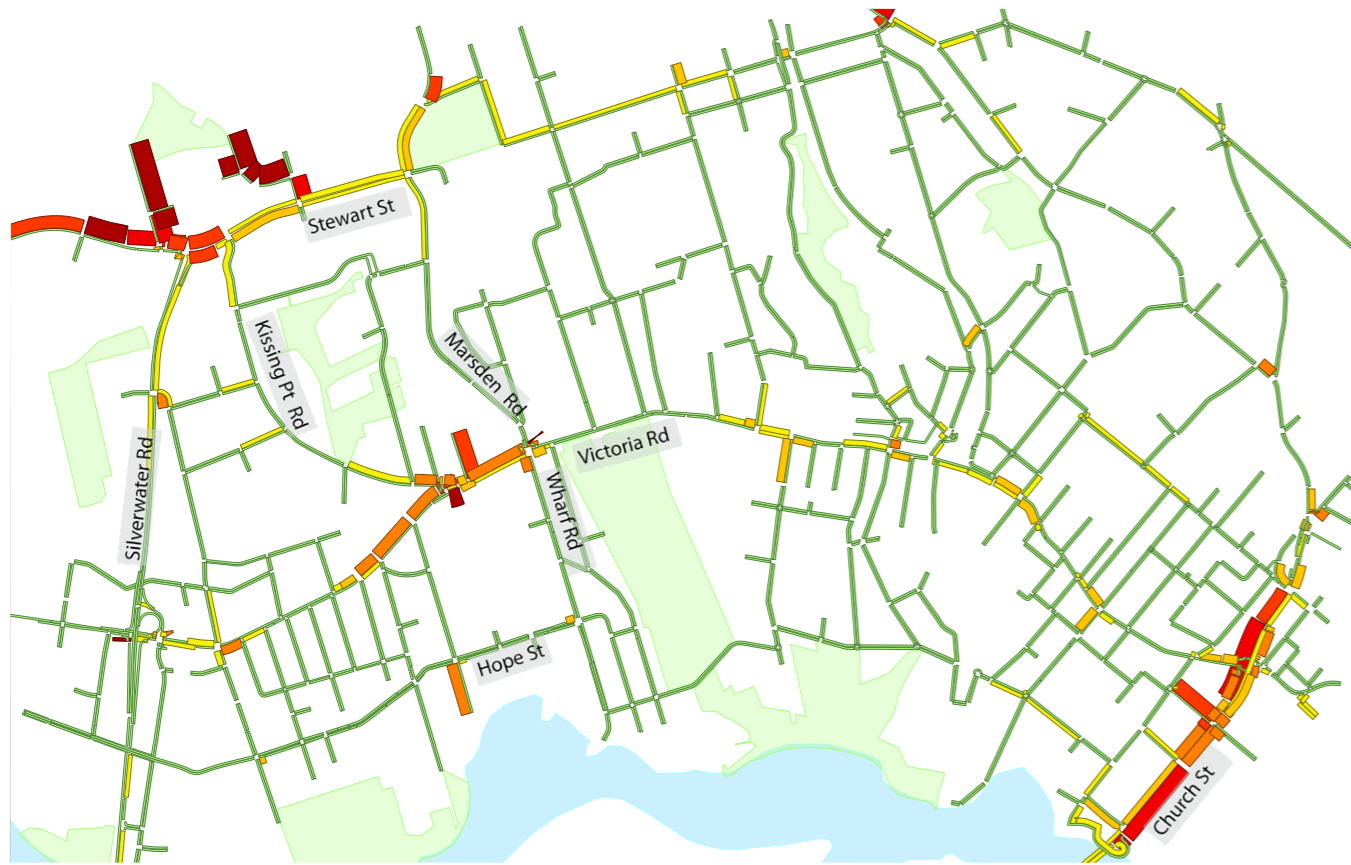 Stewart St
Kissing Pt Rd
Marsden Rd
Silverwater Rd
Victoria Rd
Wharf Rd
Hope St
Church St